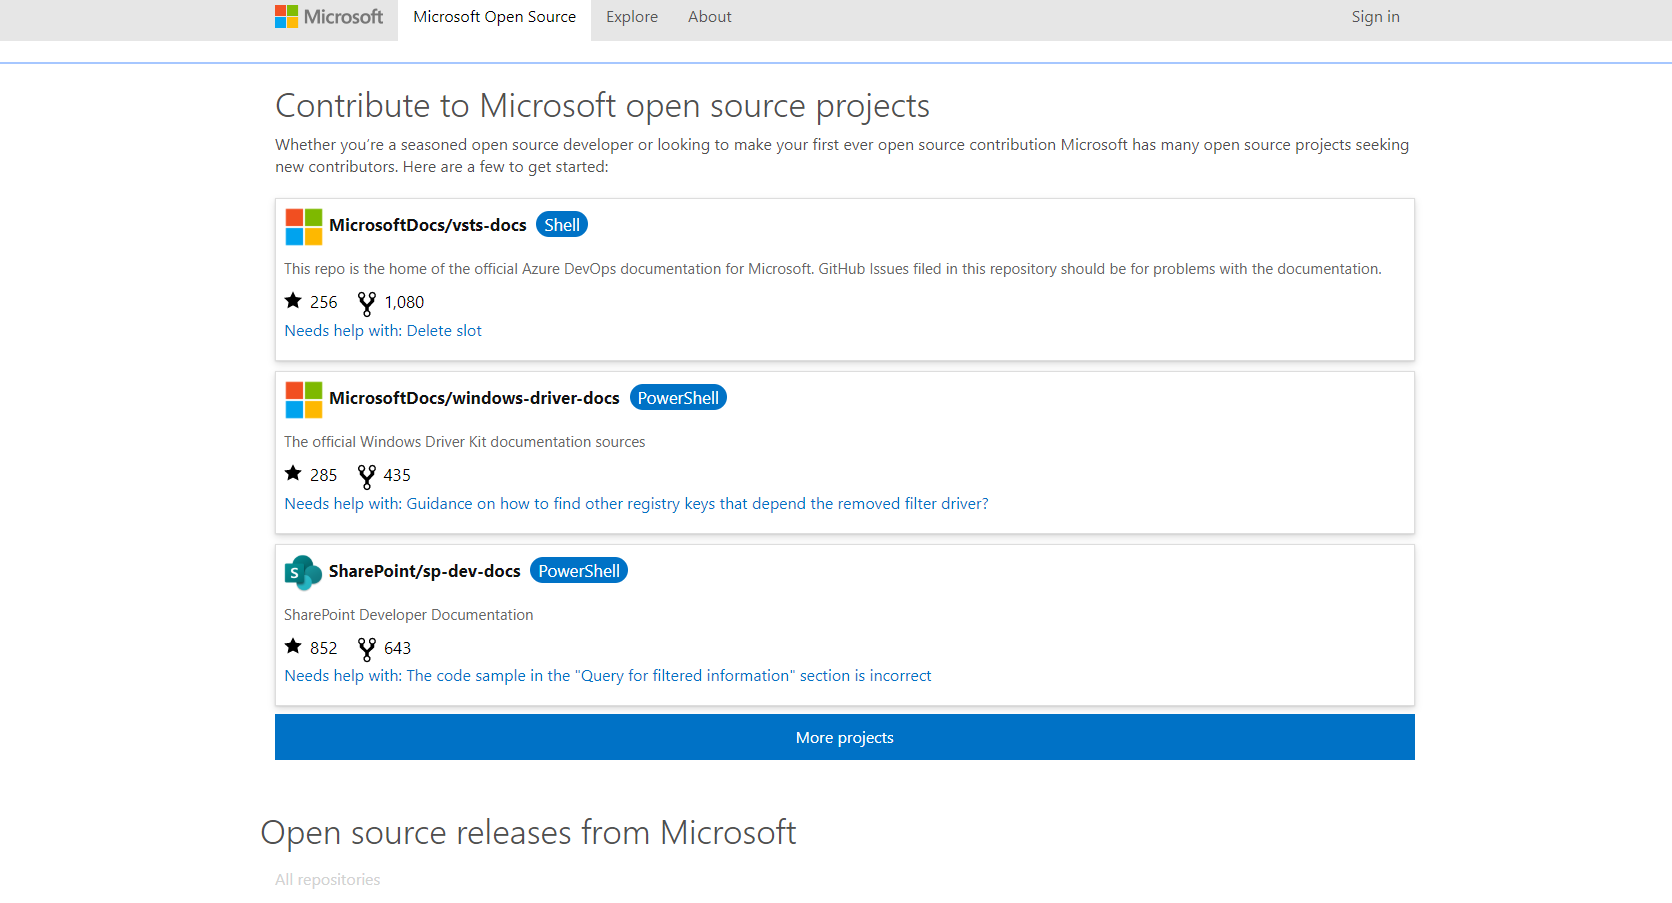 Microsoft
Microsoft Open Source
Explore
About
Sign in
Contribute to Microsoft open source projects
Whether you're a seasoned open source developer or looking to make your first ever open source contribution Microsoft has many open source projects seeking
new contributors. Here are a few to get started:
MicrosoftDocs/vsts-docs Shell
This repo is the home of the official Azure DevOps documentation for Microsoft. GitHub Issues filed in this repository should be for problems with the documentation.
256 1,080
Needs help with: Delete slot
MicrosoftDocs/windows-driver-docs PowerShell
The official Windows Driver Kit documentation sources
285 435
Needs help with: Guidance on how to find other registry keys that depend the removed filter driver?
S SharePoint/sp-dev-docs PowerShell
SharePoint Developer Documentation
852 643
Needs help with: The code sample in the "Query for filtered information" section is incorrect
More projects
Open source releases from Microsoft
All repositories